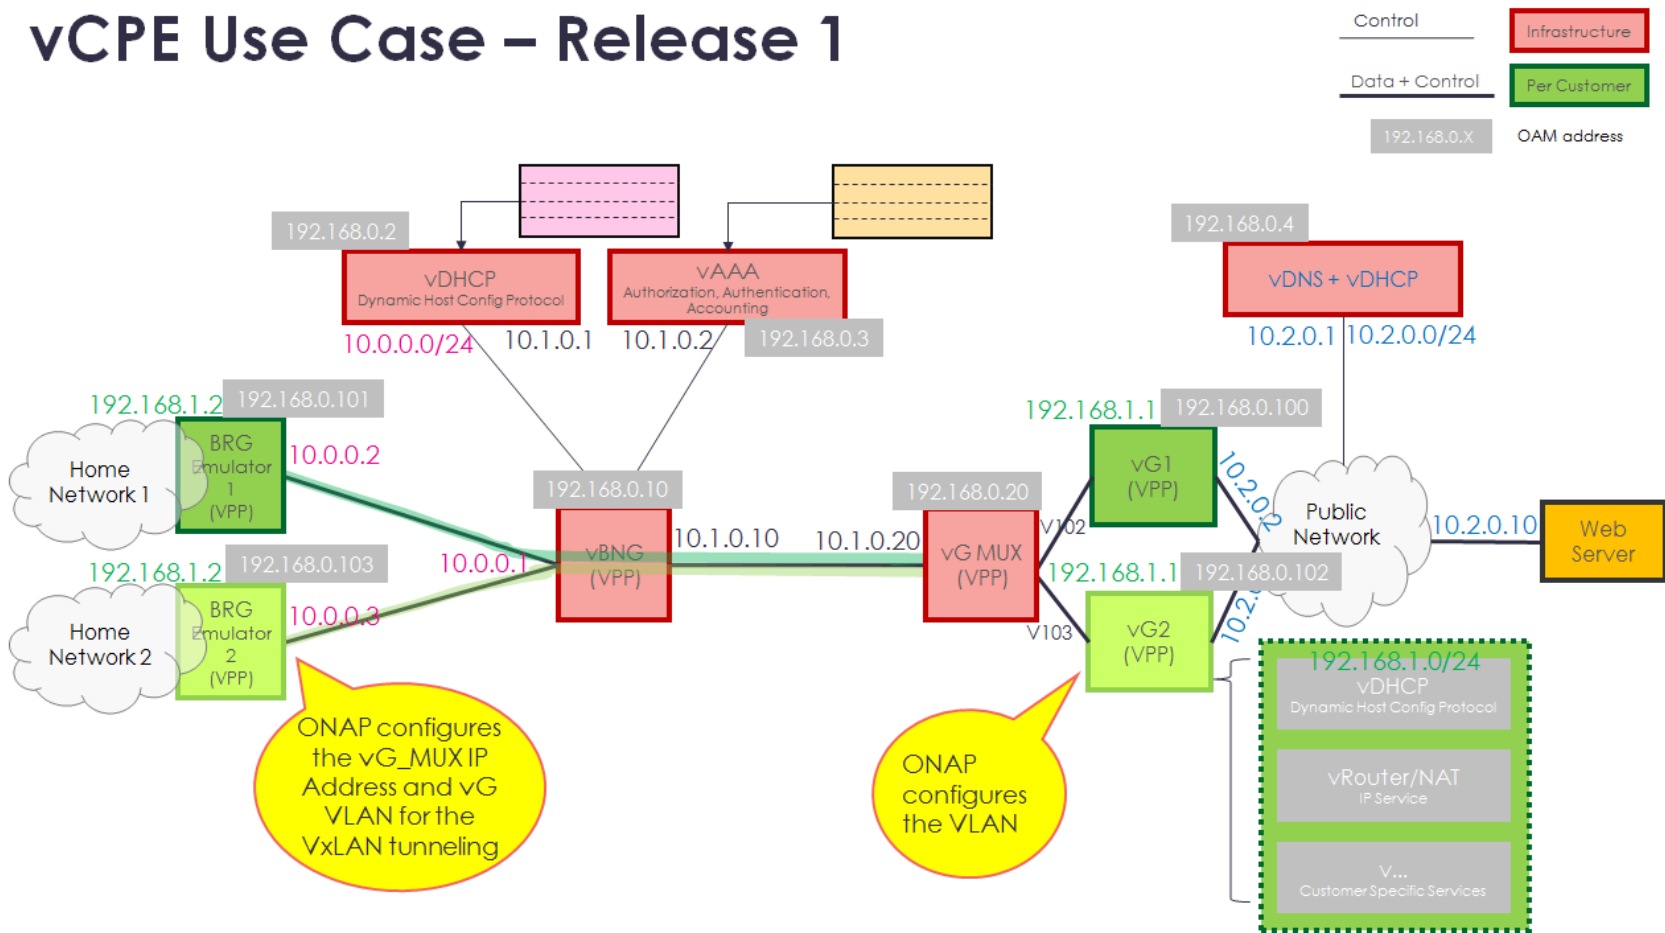 vCPE Use Case – Release 1
Control
Infrastructure
Data + Control
Per Customer
192.168.0.X
OAM address
192.168.0.2
vDHCP
Dynamic Host Config Protocol
10.0.0.0/24
10.1.0.1
vAAA
Authorization, Authentication,
Accounting
10.1.0.2
192.168.0.3
192.168.0.4
vDNS + vDHCP
10.2.0.1
10.2.0.0/24
192.168.1.2
192.168.0.101
Home
Network 1
BRG
Emulator
1
(VPP)
10.0.0.2
192.168.1.2
192.168.0.103
Home
Network 2
BRG
Emulator
2
(VPP)
10.0.0.3
10.0.0.1
192.168.0.10
vBNG
(VPP)
10.1.0.10
10.1.0.20
192.168.0.20
vG MUX
(VPP)
V102
V103
192.168.1.1
192.168.0.100
vG1
(VPP)
10.2.0.2
192.168.1.1
192.168.0.102
vG2
(VPP)
10.2.
Public
Network
10.2.0.10
Web
Server
ONAP configures
the vG_MUX IP
Address and vG
VLAN for the
VxLAN tunneling
ONAP
configures
the VLAN
192.168.1.0/24
vDHCP
Dynamic Host Config Protocol
vRouter/NAT
IP Service
v...
Customer Specific Services